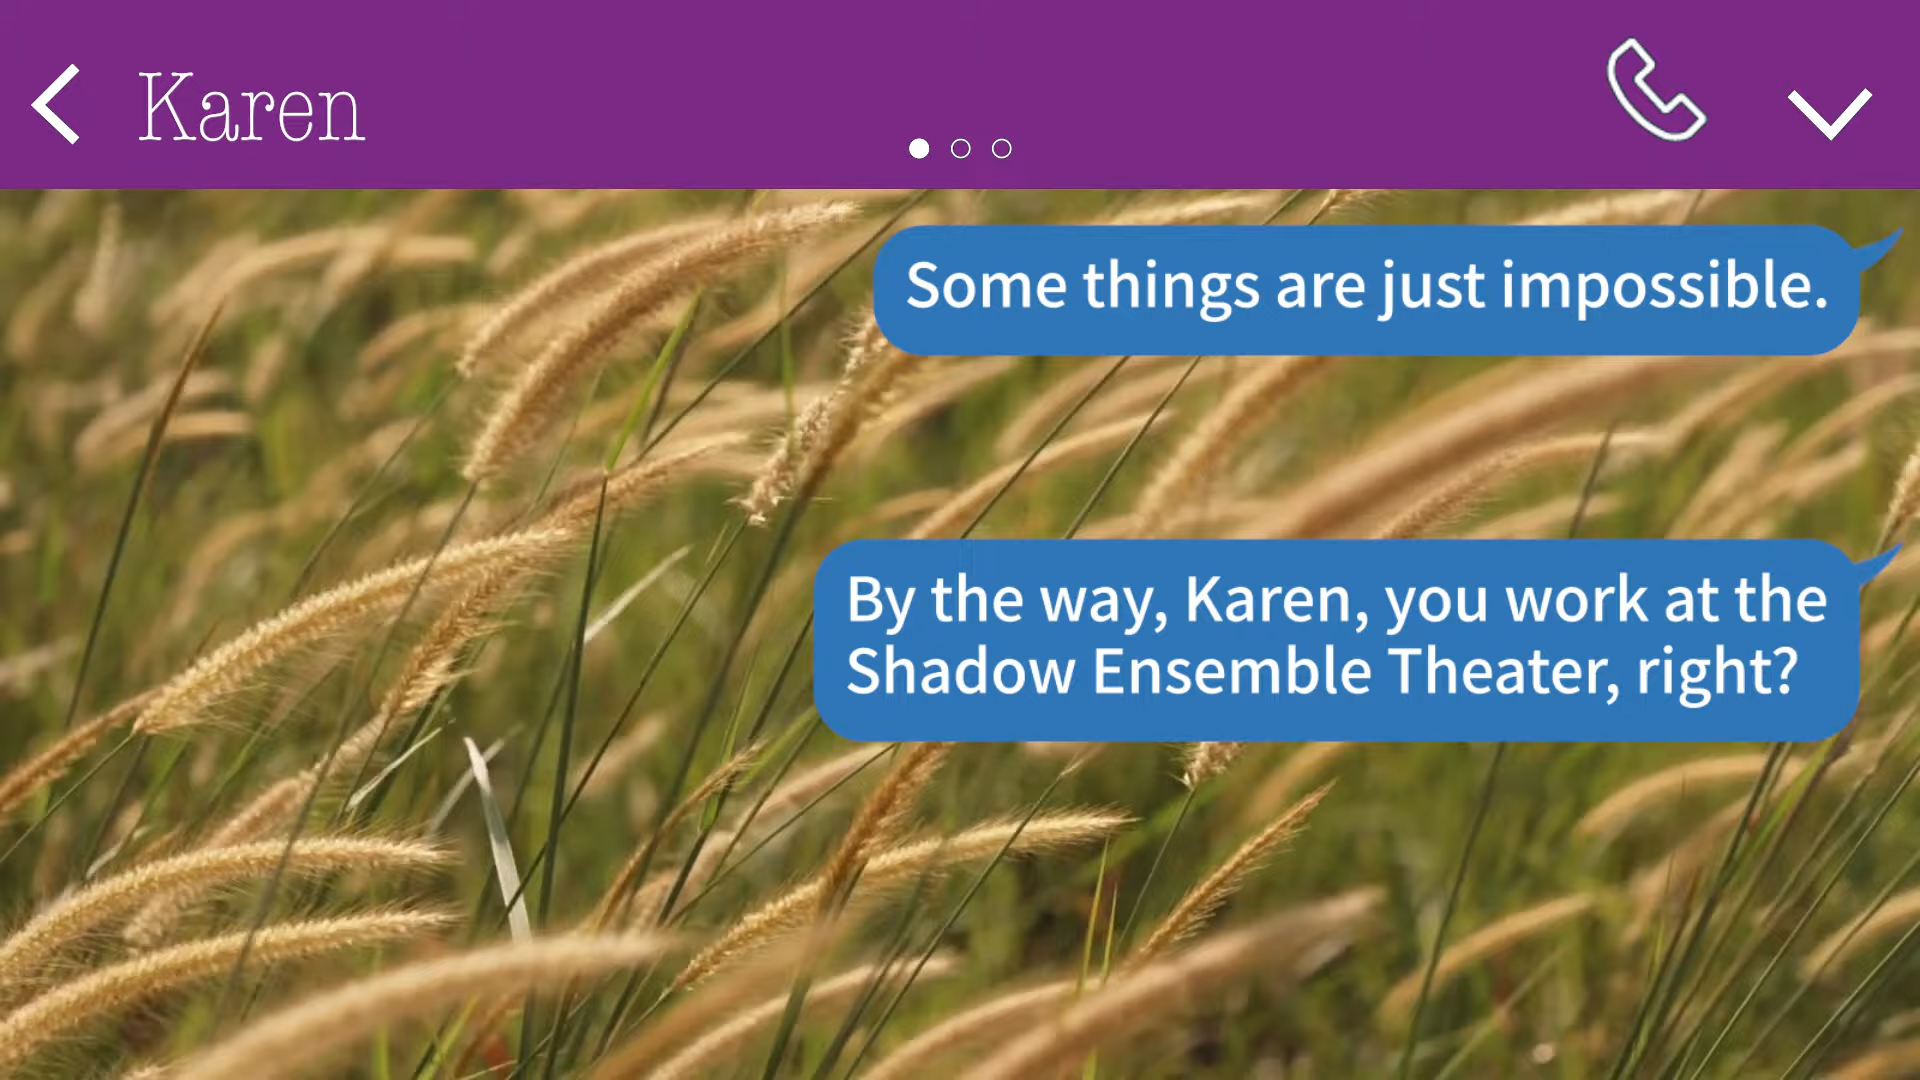 Karen
Some things are just impossible.
By the way, Karen, you work at the
Shadow Ensemble Theater, right?